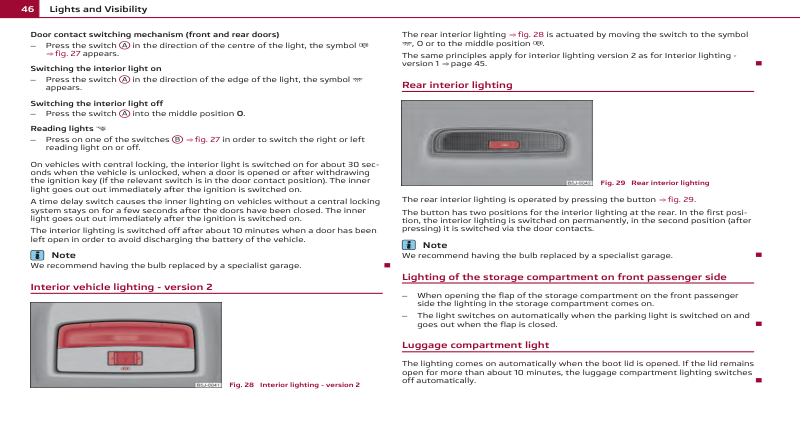 46 Lights and Visibility
Door contact switching mechanism (front and rear doors)
– Press the switch A in the direction of the centre of the light, the symbol
⇒ fig. 27 appears.
Switching the interior light on
– Press the switch A in the direction of the edge of the light, the symbol
appears.
Switching the interior light off
– Press the switch A into the middle position O.
Reading lights
– Press on one of the switches B ⇒ fig. 27 in order to switch the right or left
reading light on or off.
On vehicles with central locking, the interior light is switched on for about 30 sec-
onds when the vehicle is unlocked, when a door is opened or after withdrawing
the ignition key (if the relevant switch is in the door contact position). The inner
light goes out out immediately after the ignition is switched on.
A time delay switch causes the inner lighting on vehicles without a central locking
system stays on for a few seconds after the doors have been closed. The inner
light goes out out immediately after the ignition is switched on.
The interior lighting is switched off after about 10 minutes when a door has been
left open in order to avoid discharging the battery of the vehicle.
i Note
We recommend having the bulb replaced by a specialist garage.
Interior vehicle lighting - version 2
B5J-0041
Fig. 28 Interior lighting - version 2
The rear interior lighting ⇒ fig. 28 is actuated by moving the switch to the symbol
, O or to the middle position .
The same principles apply for interior lighting version 2 as for Interior lighting -
version 1 ⇒ page 45.
Rear interior lighting
B5J-0042
Fig. 29 Rear interior lighting
The rear interior lighting is operated by pressing the button ⇒ fig. 29.
The button has two positions for the interior lighting at the rear. In the first posi-
tion, the interior lighting is switched on permanently, in the second position (after
pressing) it is switched via the door contacts.
i Note
We recommend having the bulb replaced by a specialist garage.
Lighting of the storage compartment on front passenger side
– When opening the flap of the storage compartment on the front passenger
side the lighting in the storage compartment comes on.
– The light switches on automatically when the parking light is switched on and
goes out when the flap is closed.
Luggage compartment light
The lighting comes on automatically when the boot lid is opened. If the lid remains
open for more than about 10 minutes, the luggage compartment lighting switches
off automatically.